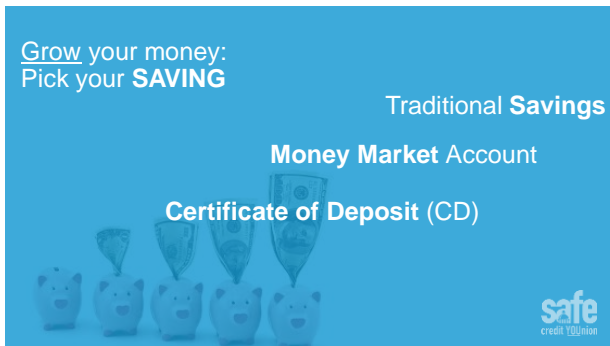 Grow your money:
Pick your SAVING
Traditional Savings
Money Market Account
Certificate of Deposit (CD)
safe
credit YOUnion